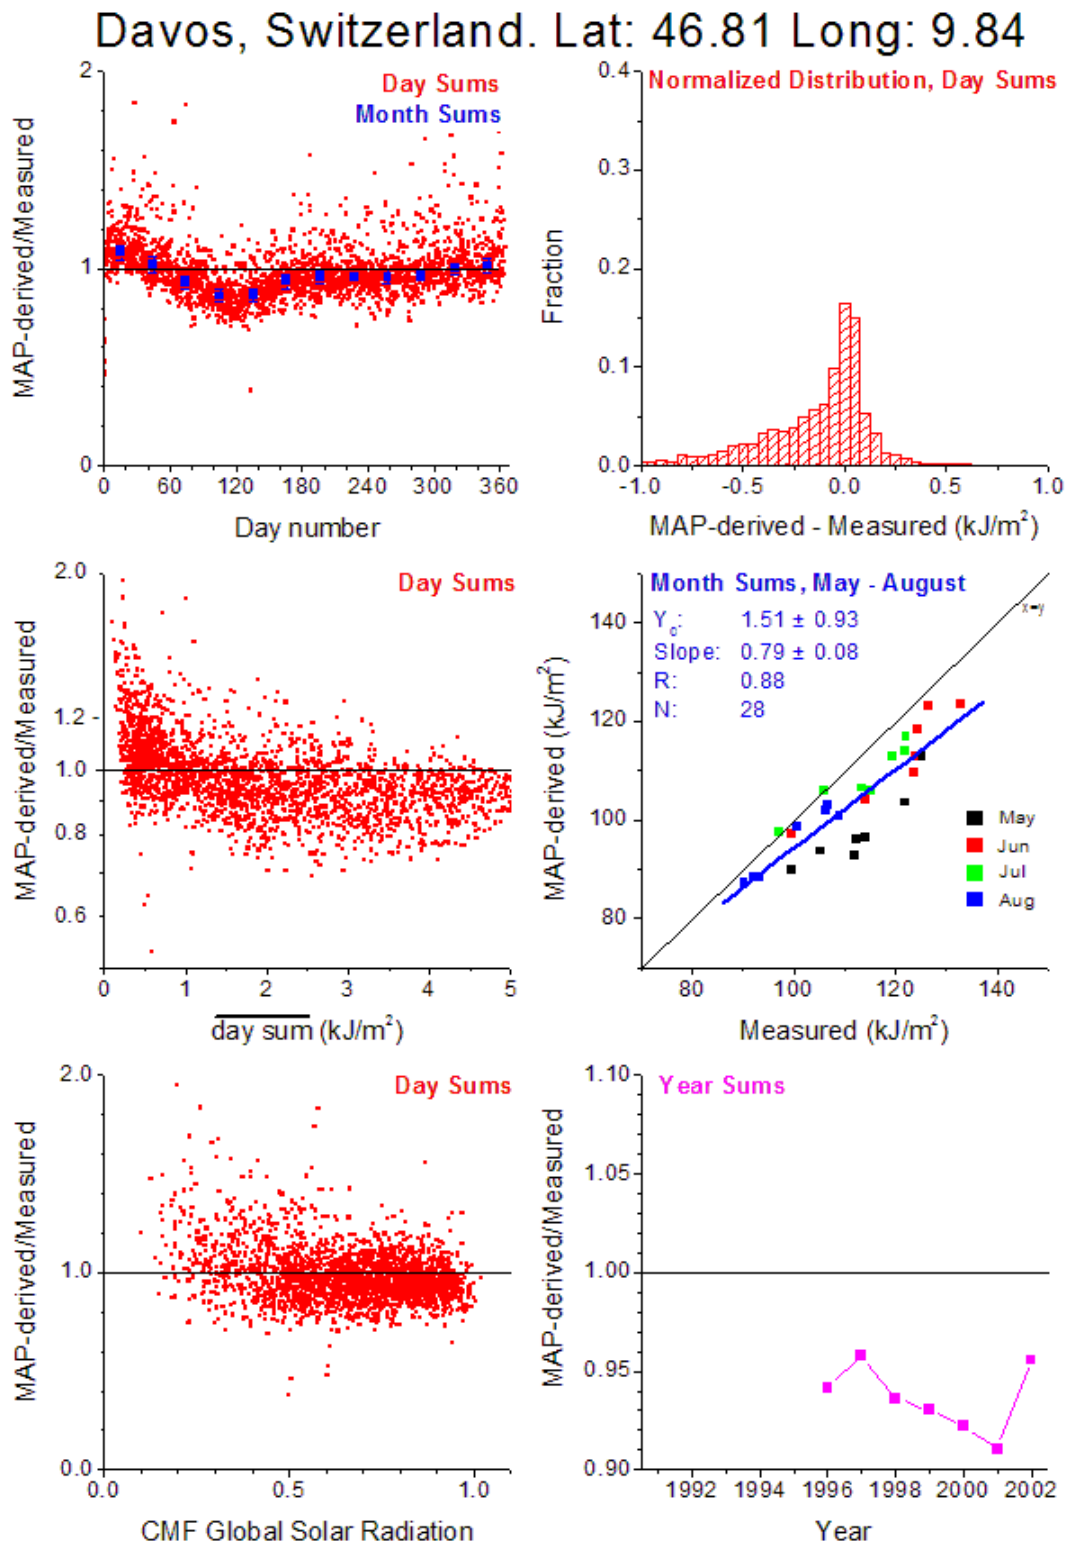 Davos, Switzerland. Lat: 46.81 Long: 9.84
Day Sums
Month Sums
MAP-derived/Measured
2
1
0
0 60 120 180 240 300 360
Day number
Normalized Distribution, Day Sums
Fraction
0.4
0.3
0.2
0.1
0.0
-1.0 -0.5 0.0 0.5 1.0
MAP-derived - Measured (kJ/m²)
Day Sums
MAP-derived/Measured
2.0
1.2
1.0
0.8
0.6
0 1 2 3 4 5
day sum (kJ/m²)
Month Sums, May - August
Y₀: 1.51 ± 0.93
Slope: 0.79 ± 0.08
R: 0.88
N: 28
x=y
MAP-derived (kJ/m²)
140
120
100
80
May
Jun
Jul
Aug
80 100 120 140
Measured (kJ/m²)
Day Sums
MAP-derived/Measured
2.0
1.0
0.0
0.0 0.5 1.0
CMF Global Solar Radiation
Year Sums
MAP-derived/Measured
1.10
1.05
1.00
0.95
0.90
1992 1994 1996 1998 2000 2002
Year